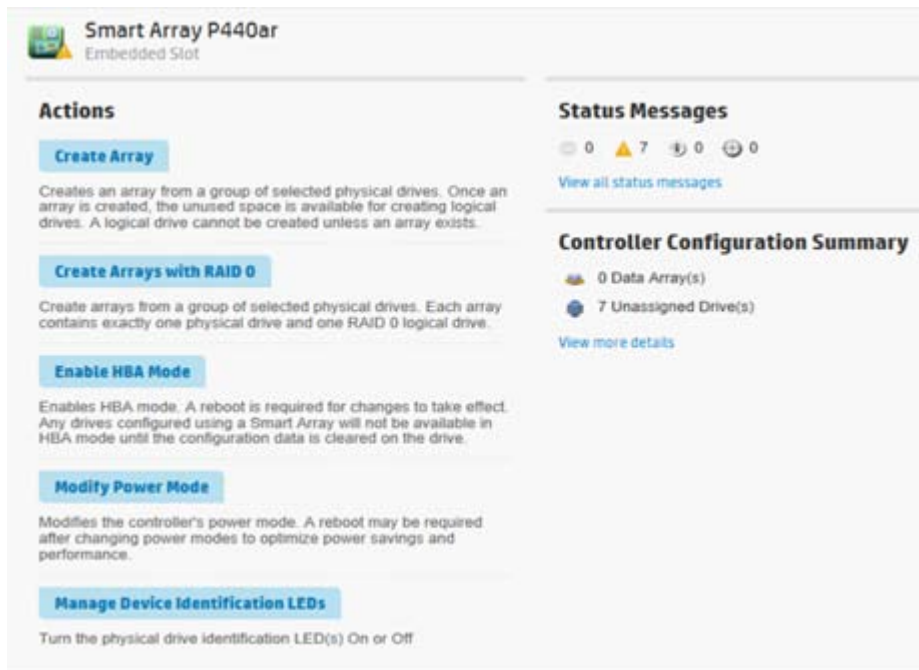 Smart Array P440ar
Embedded Slot
Actions
Create Array
Creates an array from a group of selected physical drives. Once an
array is created, the unused space is available for creating logical
drives. A logical drive cannot be created unless an array exists.
Create Arrays with RAID 0
Create arrays from a group of selected physical drives. Each array
contains exactly one physical drive and one RAID 0 logical drive.
Enable HBA Mode
Enables HBA mode. A reboot is required for changes to take effect.
Any drives configured using a Smart Array will not be available in
HBA mode until the configuration data is cleared on the drive.
Modify Power Mode
Modifies the controller's power mode. A reboot may be required
after changing power modes to optimize power savings and
performance.
Manage Device Identification LEDs
Turn the physical drive identification LED(s) On or Off
Status Messages
0 7 0 0
View all status messages
Controller Configuration Summary
0 Data Array(s)
7 Unassigned Drive(s)
View more details